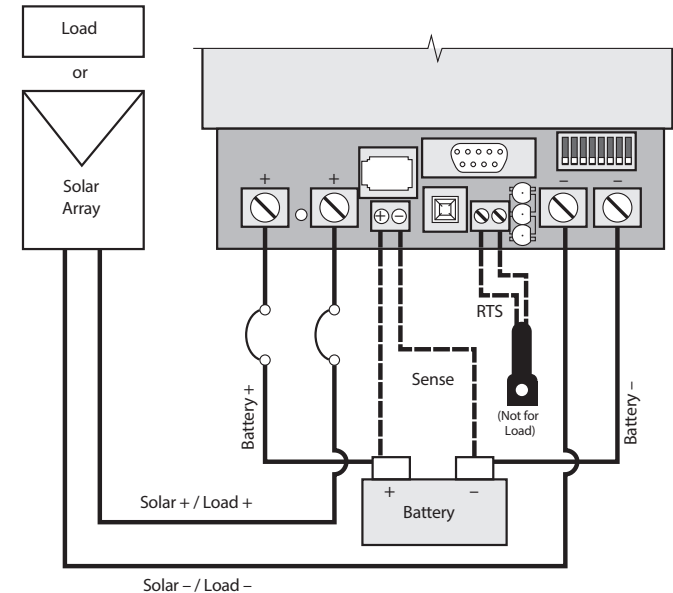 Load
or
Solar
Array
+
+
–
–
+
–
RTS
Sense
(Not for
Load)
Battery +
Battery –
+
–
Battery
Solar + / Load +
Solar – / Load –